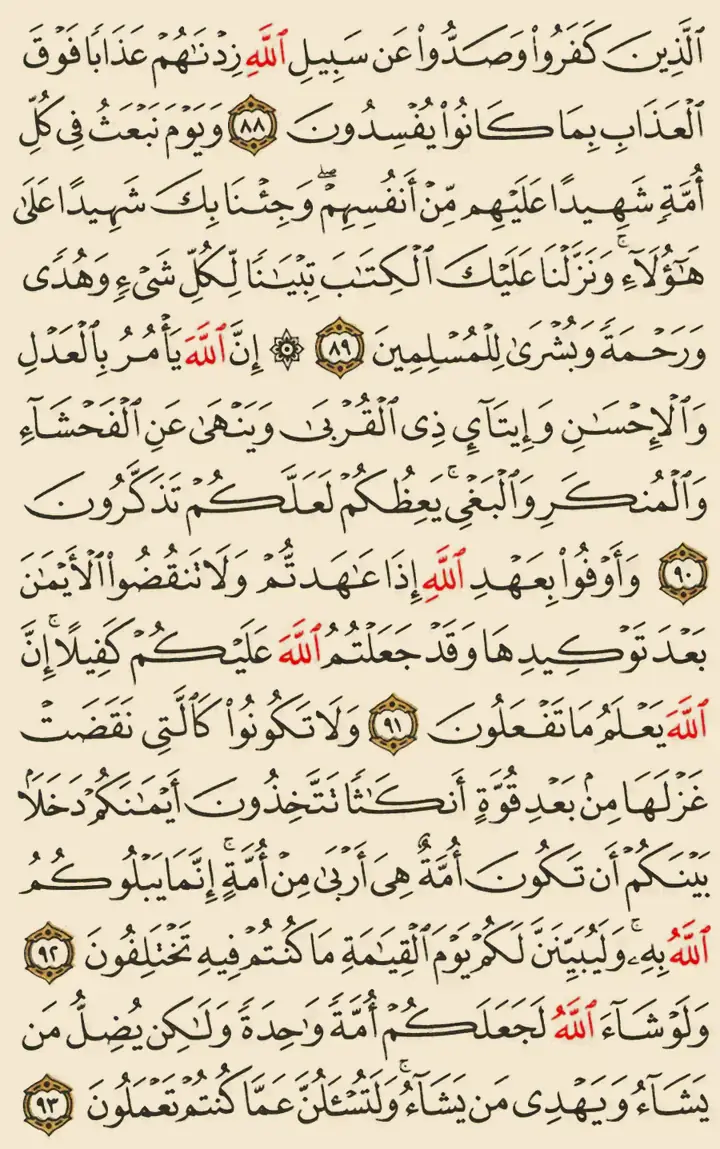 ٱلَّذِينَ كَفَرُوا۟ وَصَدُّوا۟ عَن سَبِيلِ ٱللَّهِ زِدْنَـٰهُمْ عَذَابًا فَوْقَ
ٱلْعَذَابِ بِمَا كَانُوا۟ يُفْسِدُونَ ٨٨ وَيَوْمَ نَبْعَثُ فِى كُلِّ
أُمَّةٍ شَهِيدًا عَلَيْهِم مِّنْ أَنفُسِهِمْ ۖ وَجِئْنَا بِكَ شَهِيدًا عَلَىٰ
هَـٰٓؤُلَآءِ ۚ وَنَزَّلْنَا عَلَيْكَ ٱلْكِتَـٰبَ تِبْيَـٰنًا لِّكُلِّ شَىْءٍ وَهُدًى
وَرَحْمَةً وَبُشْرَىٰ لِلْمُسْلِمِينَ ٨٩ ۞ إِنَّ ٱللَّهَ يَأْمُرُ بِٱلْعَدْلِ
وَٱلْإِحْسَـٰنِ وَإِيتَآئِ ذِى ٱلْقُرْبَىٰ وَيَنْهَىٰ عَنِ ٱلْفَحْشَآءِ
وَٱلْمُنكَرِ وَٱلْبَغْىِ ۚ يَعِظُكُمْ لَعَلَّكُمْ تَذَكَّرُونَ
٩٠ وَأَوْفُوا۟ بِعَهْدِ ٱللَّهِ إِذَا عَـٰهَدتُّمْ وَلَا تَنقُضُوا۟ ٱلْأَيْمَـٰنَ
بَعْدَ تَوْكِيدِهَا وَقَدْ جَعَلْتُمُ ٱللَّهَ عَلَيْكُمْ كَفِيلًا ۚ إِنَّ
ٱللَّهَ يَعْلَمُ مَا تَفْعَلُونَ ٩١ وَلَا تَكُونُوا۟ كَٱلَّتِى نَقَضَتْ
غَزْلَهَا مِنۢ بَعْدِ قُوَّةٍ أَنكَـٰثًا تَتَّخِذُونَ أَيْمَـٰنَكُمْ دَخَلًۢا
بَيْنَكُمْ أَن تَكُونَ أُمَّةٌ هِىَ أَرْبَىٰ مِنْ أُمَّةٍ ۚ إِنَّمَا يَبْلُوكُمُ
ٱللَّهُ بِهِۦ ۚ وَلَيُبَيِّنَنَّ لَكُمْ يَوْمَ ٱلْقِيَـٰمَةِ مَا كُنتُمْ فِيهِ تَخْتَلِفُونَ ٩٢
وَلَوْ شَآءَ ٱللَّهُ لَجَعَلَكُمْ أُمَّةً وَٰحِدَةً وَلَـٰكِن يُضِلُّ مَن
يَشَآءُ وَيَهْدِى مَن يَشَآءُ ۚ وَلَتُسْـَٔلُنَّ عَمَّا كُنتُمْ تَعْمَلُونَ ٩٣